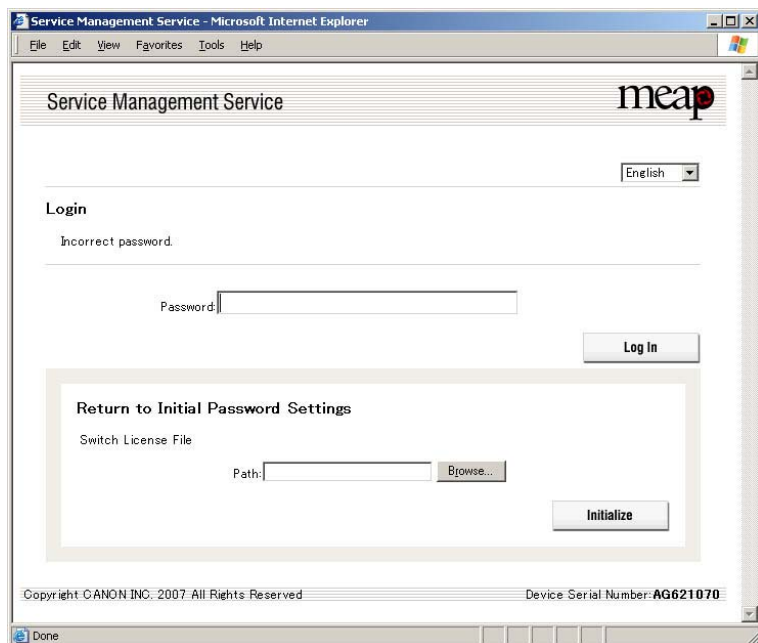 Service Management Service - Microsoft Internet Explorer
File Edit View Favorites Tools Help
Service Management Service
meap
English
Login
Incorrect password.
Password:
Log In
Return to Initial Password Settings
Switch License File
Path:
Browse...
Initialize
Copyright CANON INC. 2007 All Rights Reserved
Device Serial Number:AG621070
Done